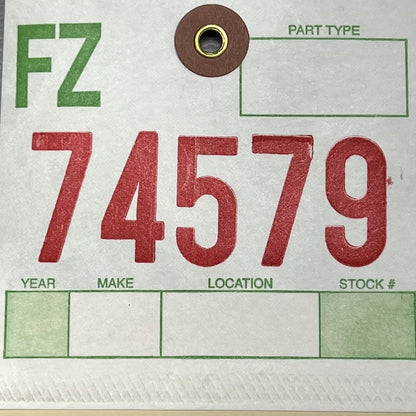 FZ
PART TYPE
74579
YEAR MAKE LOCATION STOCK #